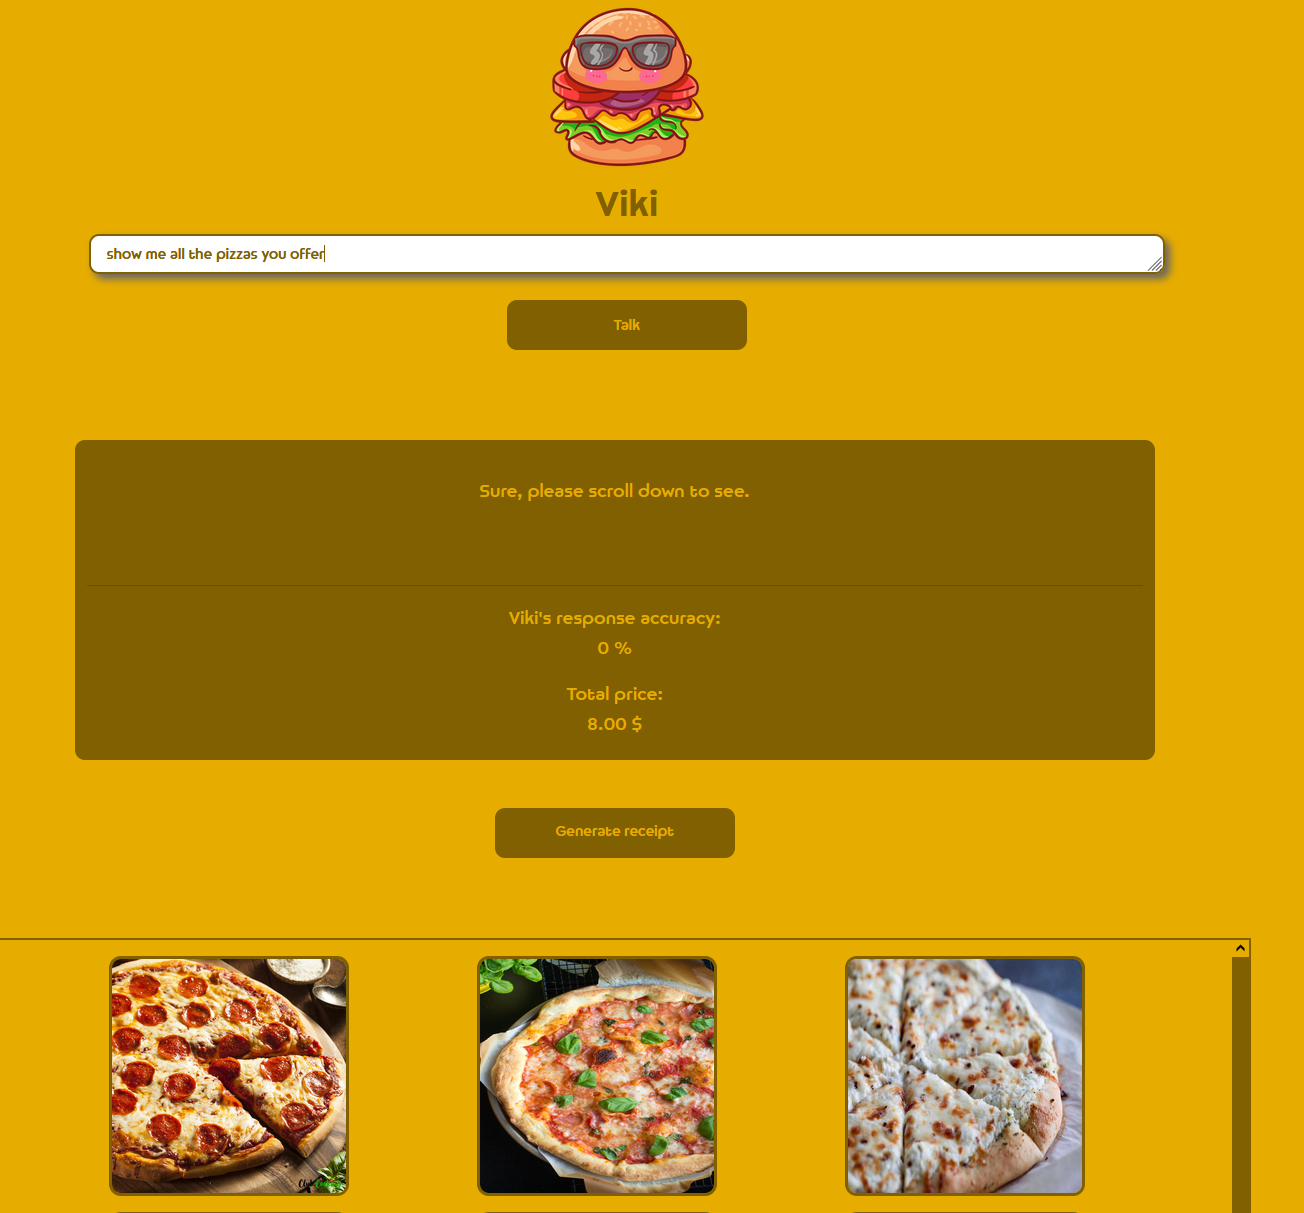 Viki
show me all the pizzas you offer
Talk
Sure, please scroll down to see.
Viki's response accuracy:
0 %
Total price:
8.00 $
Generate receipt